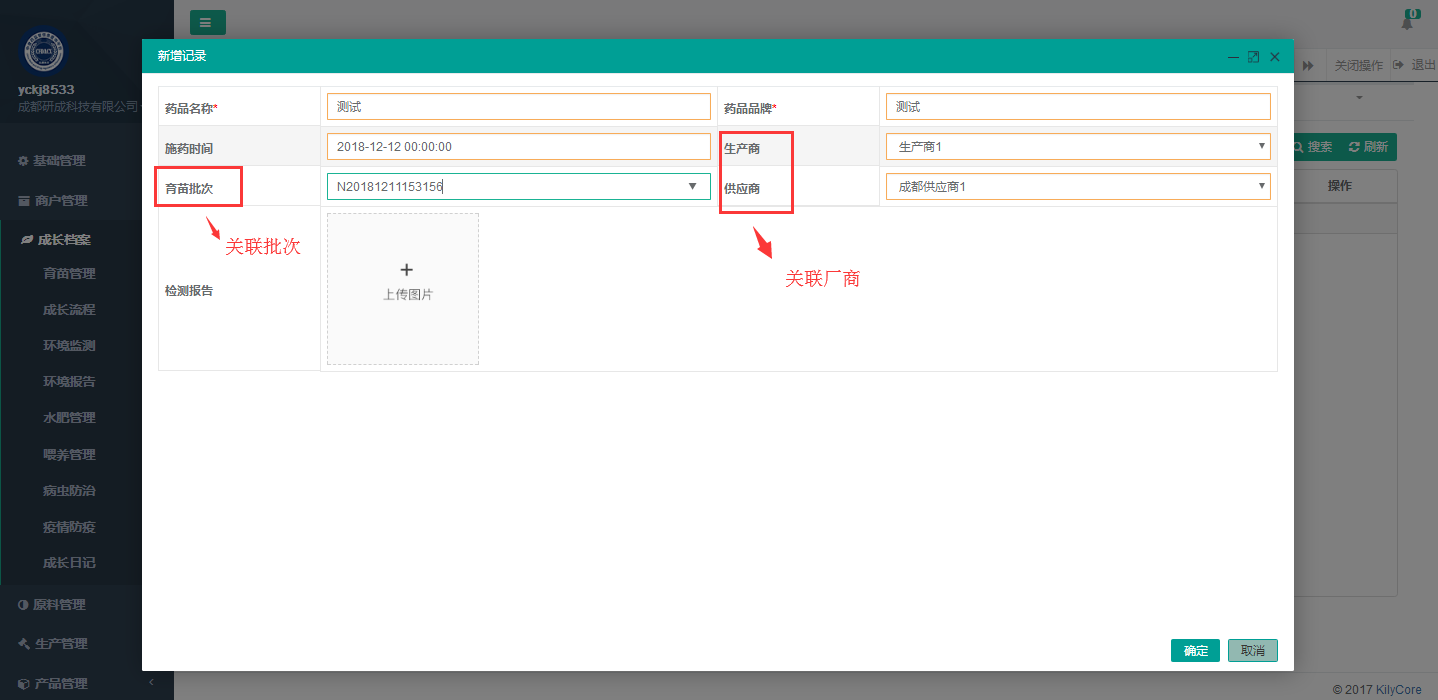 0
yckj8533
成都研成科技有限公司
关闭操作
退出
基础管理
商户管理
成长档案
育苗管理
成长流程
环境监测
环境报告
水肥管理
喂养管理
病虫防治
疫情防疫
成长日记
原料管理
生产管理
产品管理
搜索
刷新
操作
新增记录
药品名称*
测试
药品品牌*
测试
施药时间
2018-12-12 00:00:00
生产商
生产商1
育苗批次
N20181211153156
供应商
成都供应商1
关联批次
关联厂商
检测报告
+
上传图片
确定
取消
© 2017 KilyCore